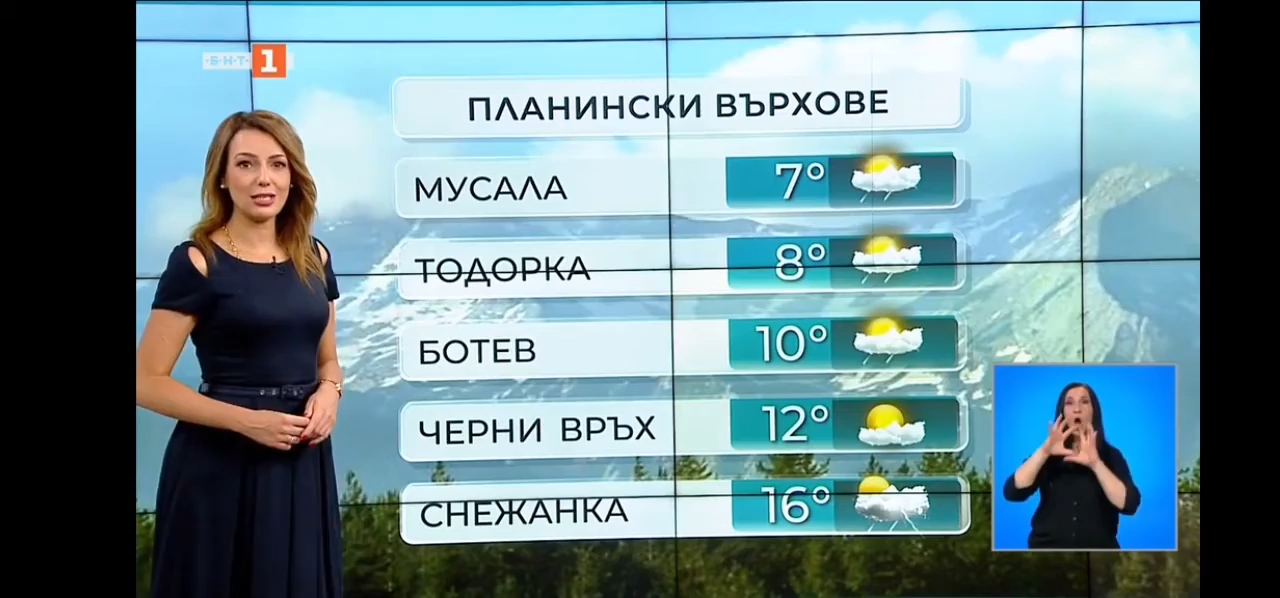 БНТ 1
ПЛАНИНСКИ ВЪРХОВЕ
МУСАЛА 7°
ТОДОРКА 8°
БОТЕВ 10°
ЧЕРНИ ВРЪХ 12°
СНЕЖАНКА 16°